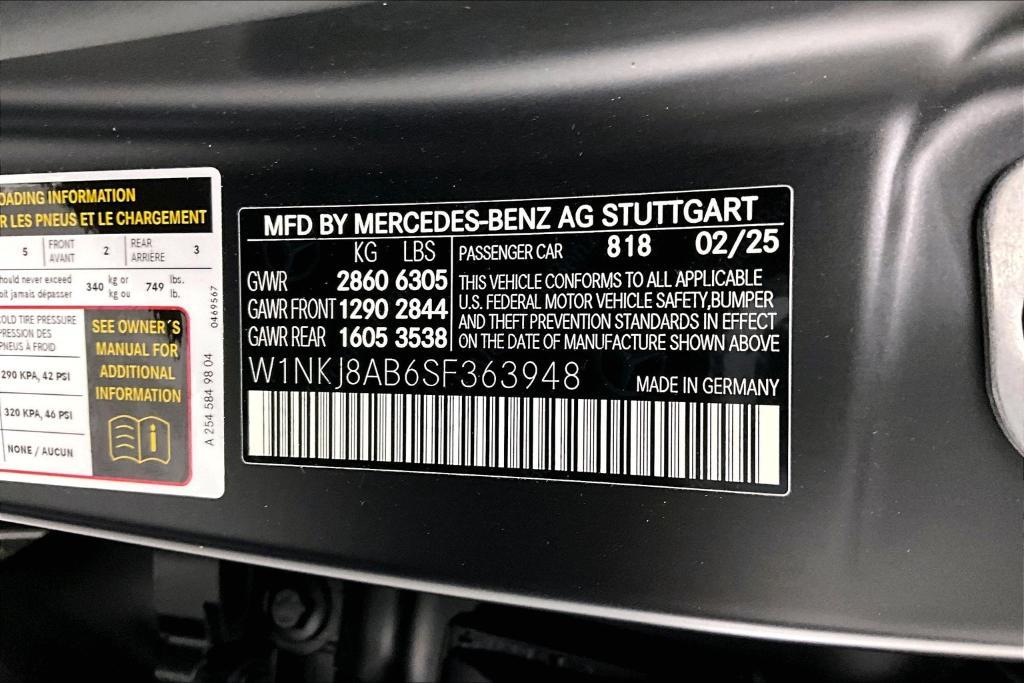 OADING INFORMATION
R LES PNEUS ET LE CHARGEMENT
5 FRONT AVANT 2 REAR ARRIÈRE 3
hould never exceed 340 kg or 749 lbs.
oit jamais dépasser kg ou lb.
OLD TIRE PRESSURE
RESSION DES
PNEUS À FROID
290 KPA, 42 PSI
320 KPA, 46 PSI
NONE / AUCUN
SEE OWNER´S
MANUAL FOR
ADDITIONAL
INFORMATION
0469567
A 254 584 98 04
MFD BY MERCEDES-BENZ AG STUTTGART
KG LBS
GVWR 2860 6305
GAWR FRONT 1290 2844
GAWR REAR 1605 3538
PASSENGER CAR 818 02/25
THIS VEHICLE CONFORMS TO ALL APPLICABLE
U.S. FEDERAL MOTOR VEHICLE SAFETY,BUMPER
AND THEFT PREVENTION STANDARDS IN EFFECT
ON THE DATE OF MANUFACTURE SHOWN ABOVE
W1NKJ8AB6SF363948
MADE IN GERMANY